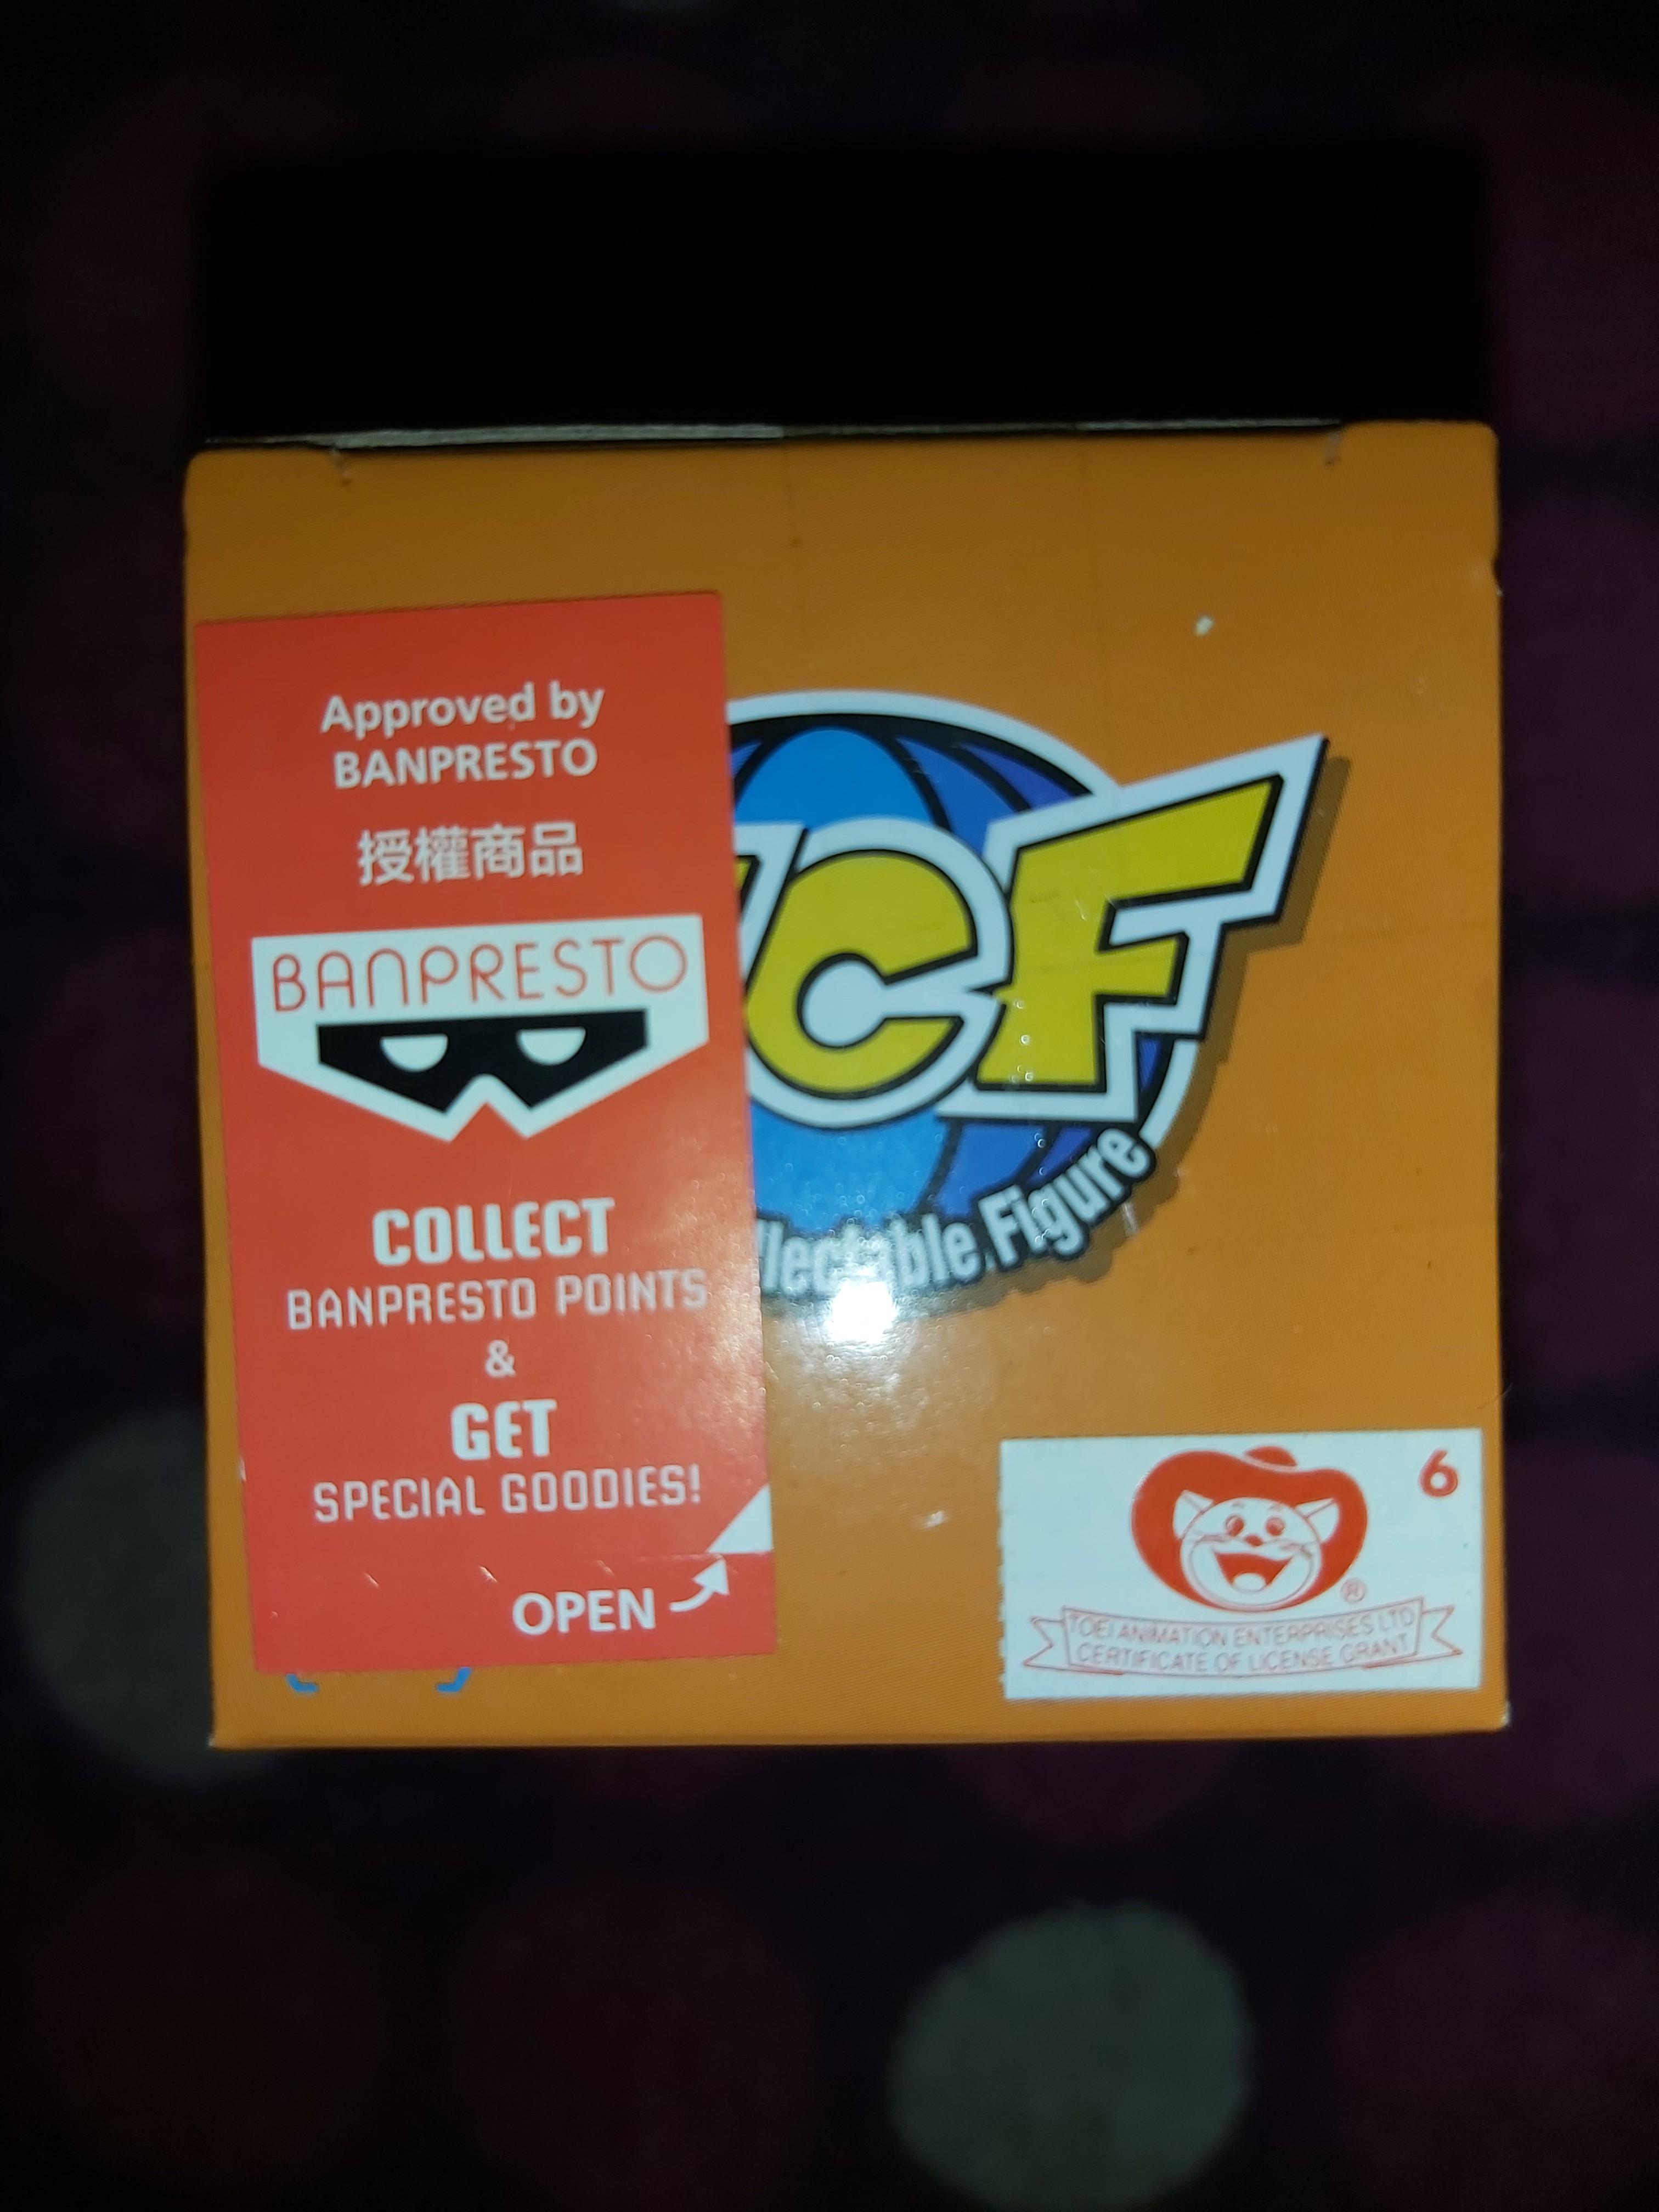 Approved by
BANPRESTO
授權商品
BANPRESTO
COLLECT
BANPRESTO POINTS
&
GET
SPECIAL GOODIES!
OPEN
CF
llectable Figure
6
®
TOEI ANIMATION ENTERPRISES LTD
CERTIFICATE OF LICENSE GRANT